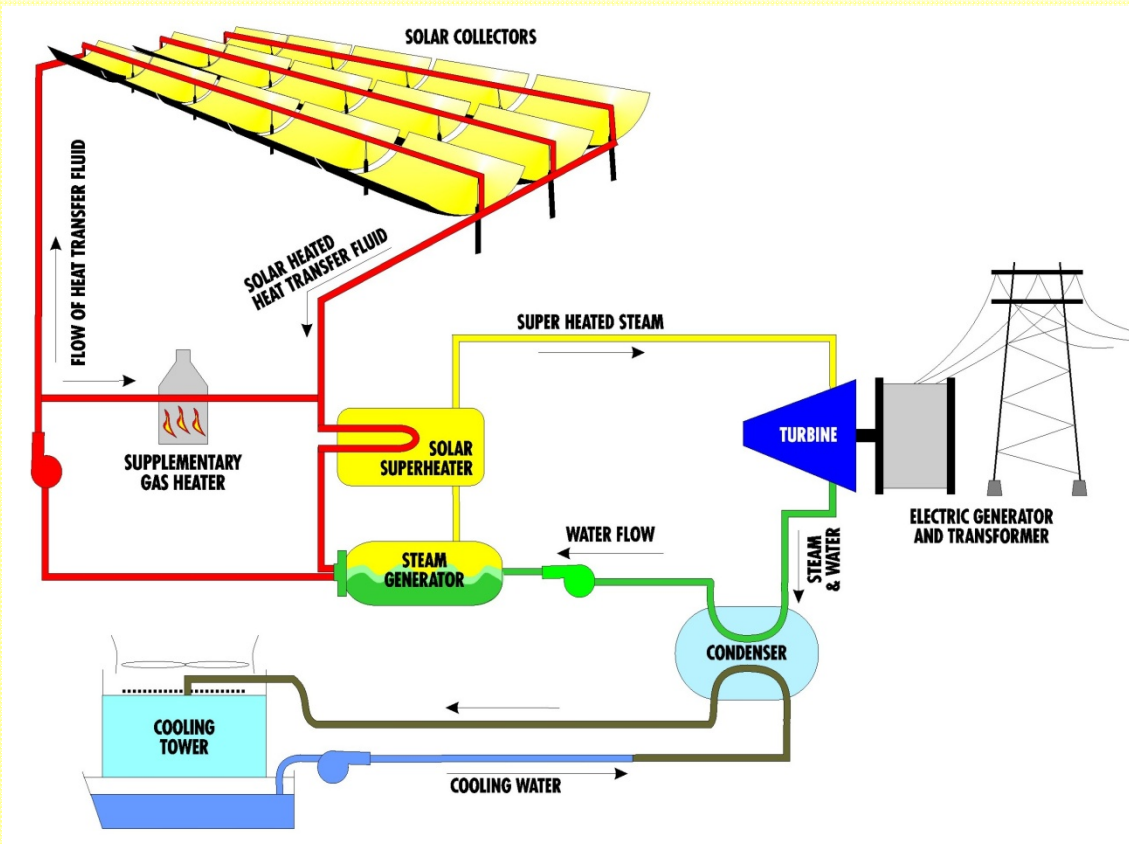 SOLAR COLLECTORS
FLOW OF HEAT TRANSFER FLUID
SOLAR HEATED
HEAT TRANSFER FLUID
SUPER HEATED STEAM
SUPPLEMENTARY
GAS HEATER
SOLAR
SUPERHEATER
TURBINE
ELECTRIC GENERATOR
AND TRANSFORMER
STEAM
GENERATOR
WATER FLOW
STEAM
& WATER
CONDENSER
COOLING
TOWER
COOLING WATER